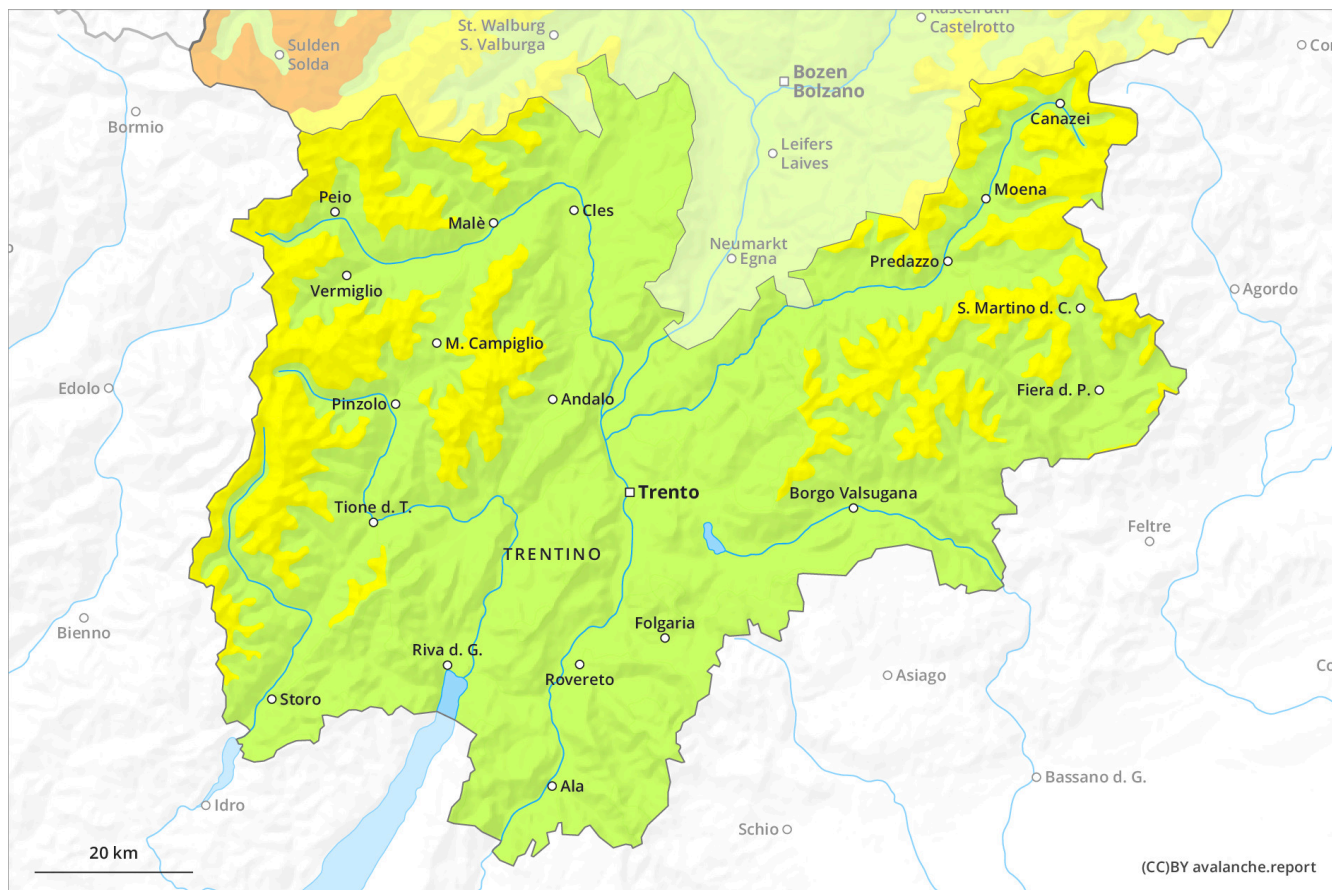 St. Walburg
S. Valburga
Castelrotto
Sulden
Solda
Bozen
Bolzano
Bormio
Canazei
Leifers
Laives
Peio
Malè
Cles
Moena
Neumarkt
Egna
Predazzo
Vermiglio
Agordo
S. Martino d. C.
M. Campiglio
Edolo
Pinzolo
Andalo
Fiera d. P.
Trento
Borgo Valsugana
Tione d. T.
Feltre
TRENTINO
Bienno
Folgaria
Riva d. G.
Rovereto
Asiago
Storo
Bassano d. G.
Ala
Idro
Schio
20 km
(CC)BY avalanche.report